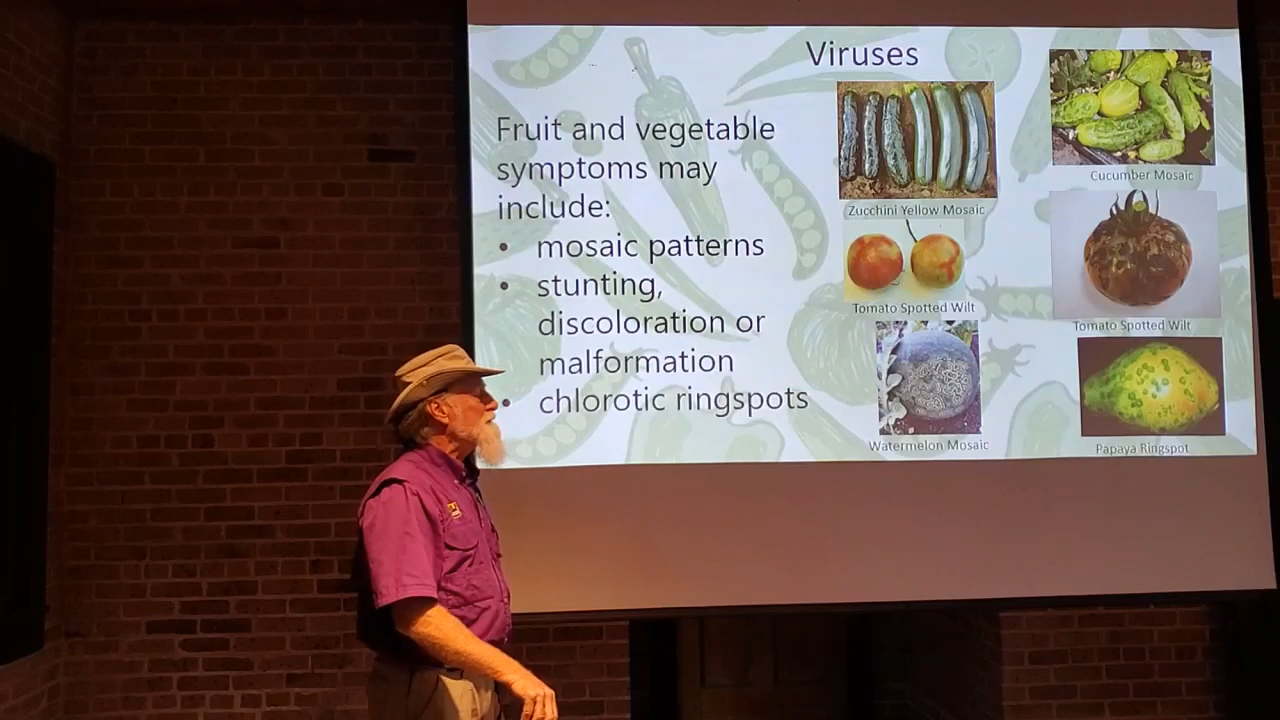 Viruses
Fruit and vegetable
symptoms may
include:
• mosaic patterns
• stunting,
discoloration or
malformation
• chlorotic ringspots
Zucchini Yellow Mosaic
Cucumber Mosaic
Tomato Spotted Wilt
Tomato Spotted Wilt
Watermelon Mosaic
Papaya Ringspot